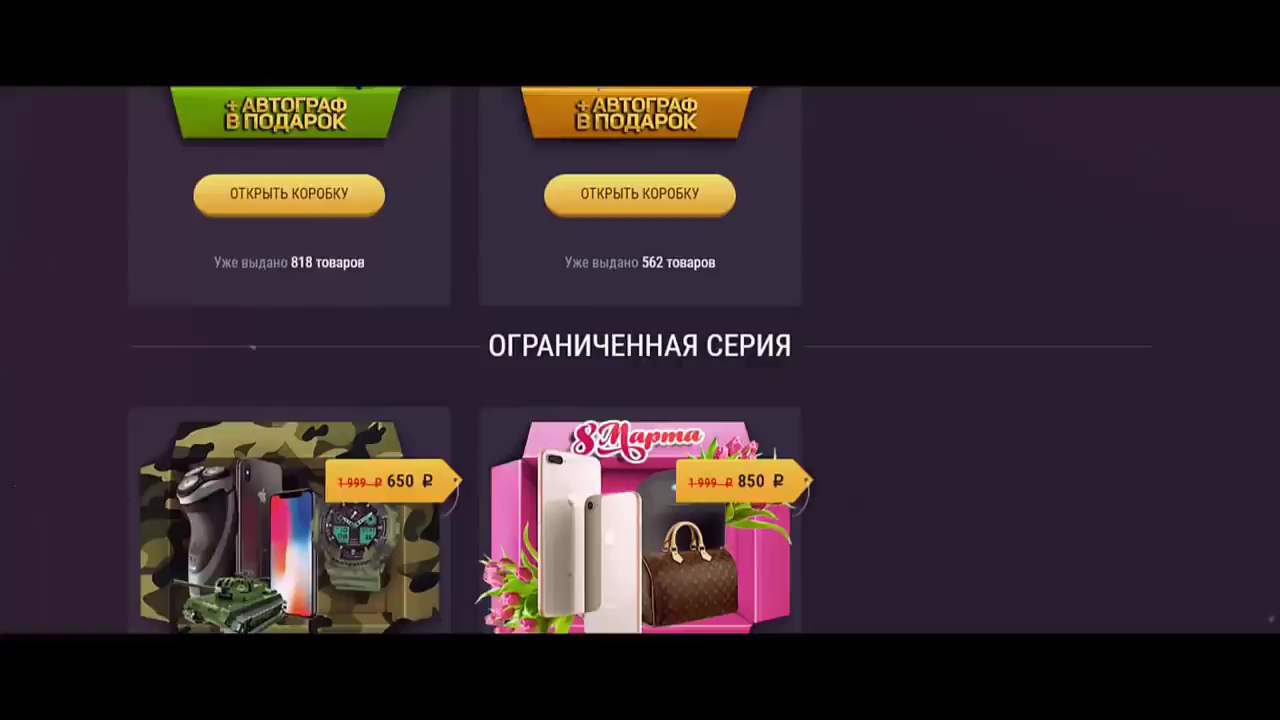 + АВТОГРАФ
В ПОДАРОК
+ АВТОГРАФ
В ПОДАРОК
ОТКРЫТЬ КОРОБКУ
ОТКРЫТЬ КОРОБКУ
Уже выдано 818 товаров
Уже выдано 562 товаров
ОГРАНИЧЕННАЯ СЕРИЯ
8 Марта
1 999 ₽ 650 ₽
1 999 ₽ 850 ₽